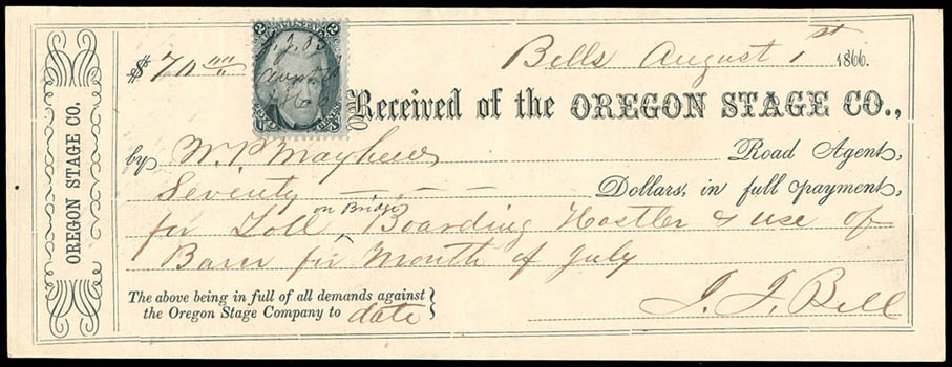 OREGON STAGE CO.
$70 00 Bells August 1st 1866.
J. J. B
Aug
1866
Received of the OREGON STAGE CO.,
by W. P. Mayhew Road Agent,
Seventy — — — Dollars, in full payment,
for Toll on Bridge, Boarding Hostler & use of
Barn for Month of July
The above being in full of all demands against
the Oregon Stage Company to date
J. J. Bell